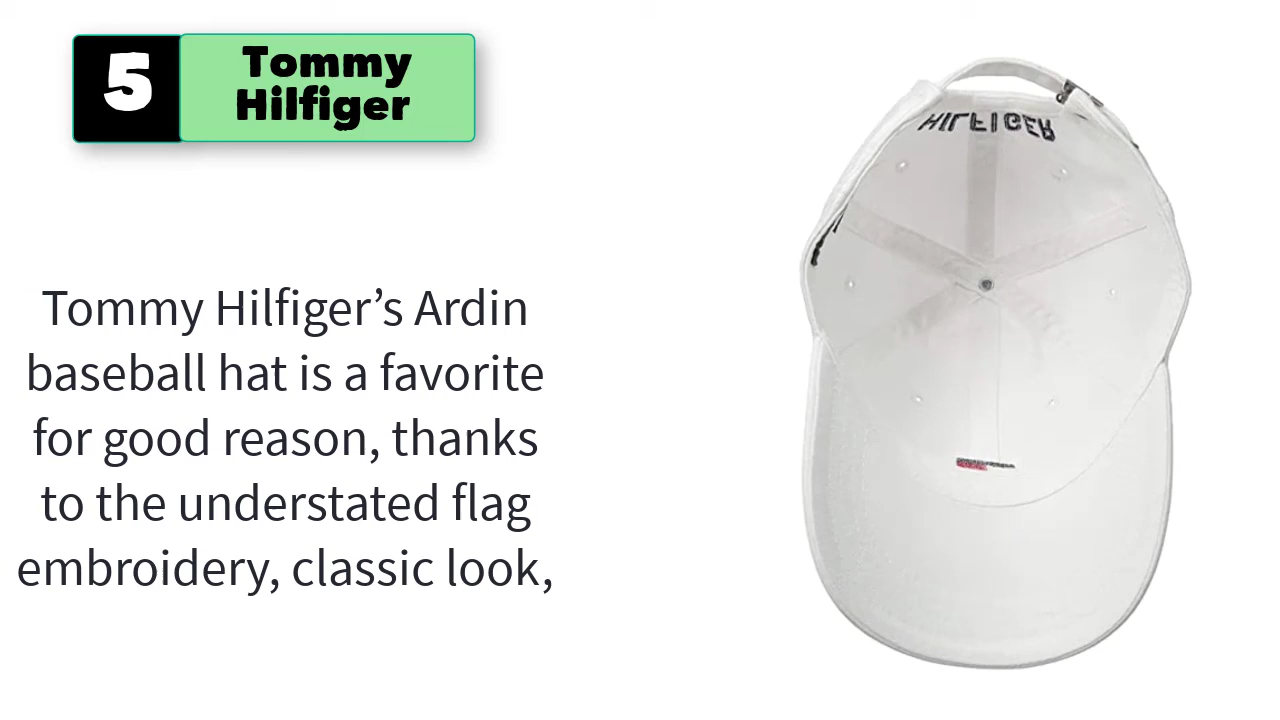 5
Tommy
Hilfiger
HILFIGER
Tommy Hilfiger’s Ardin
baseball hat is a favorite
for good reason, thanks
to the understated flag
embroidery, classic look,